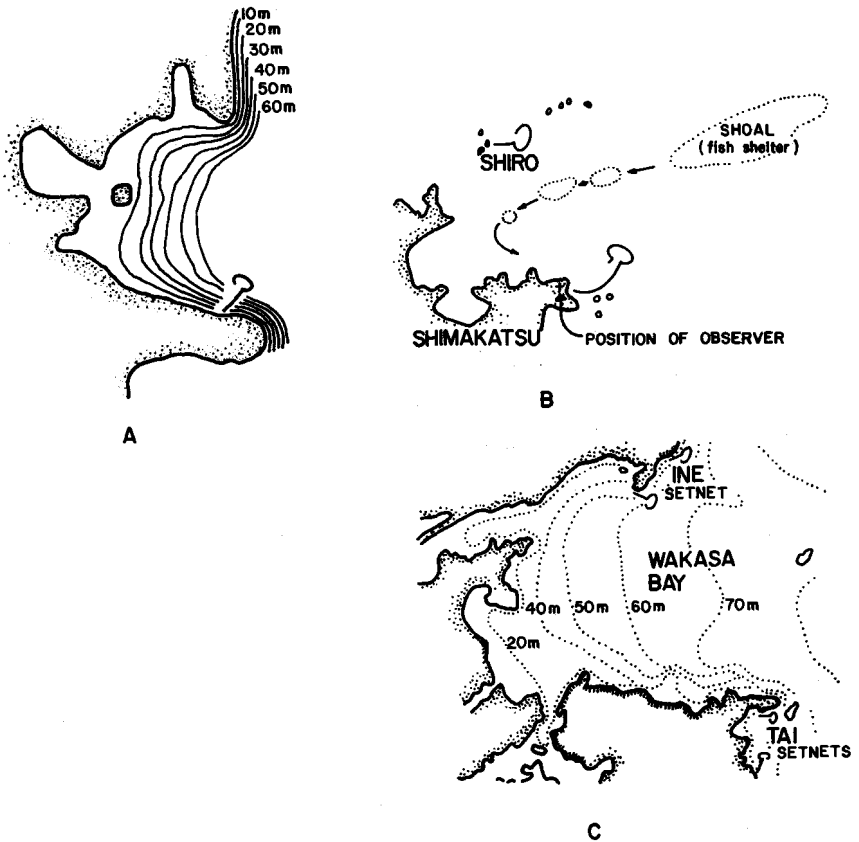 10m
20m
30m
40m
50m
60m
A
SHOAL
(fish shelter)
SHIRO
SHIMAKATSU
POSITION OF OBSERVER
B
INE
SETNET
WAKASA
BAY
40m
50m
60m
70m
20m
TAI
SETNETS
C